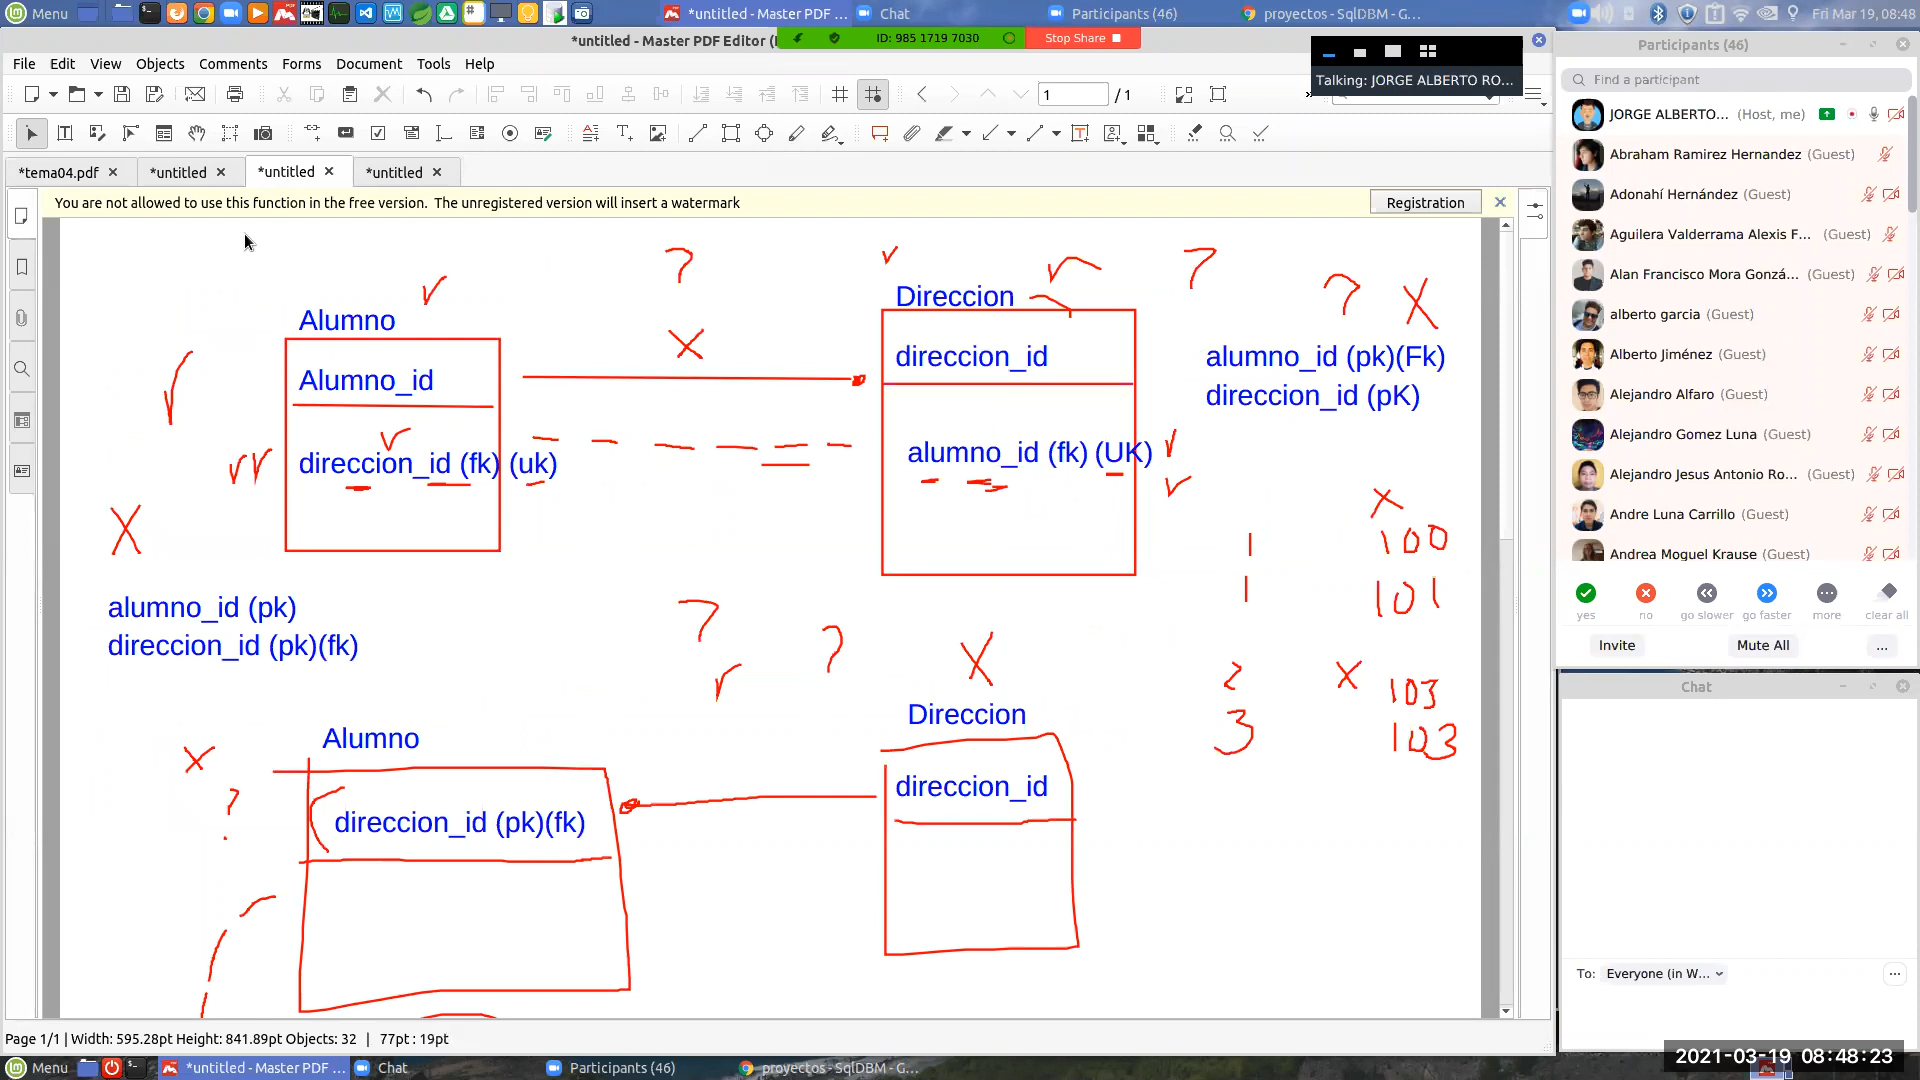 Menu
*untitled - Master PDF ...
Chat
Participants (46)
proyectos - SqlDBM - G...
Fri Mar 19, 08:48
*untitled - Master PDF Editor (
ID: 985 1719 7030
Stop Share
Talking: JORGE ALBERTO RO...
File Edit View Objects Comments Forms Document Tools Help
1 / 1
*tema04.pdf
*untitled
*untitled
*untitled
You are not allowed to use this function in the free version. The unregistered version will insert a watermark
Registration
?
?
? X
Alumno
X
Direccion
Alumno_id
direccion_id
alumno_id (pk)(Fk)
direccion_id (pK)
direccion_id (fk) (uk)
alumno_id (fk) (UK)
X
X
1 100
1 101
alumno_id (pk)
direccion_id (pk)(fk)
?
?
X
2 X 103
3 103
Alumno
Direccion
X
?
direccion_id (pk)(fk)
direccion_id
Page 1/1 | Width: 595.28pt Height: 841.89pt Objects: 32 | 77pt : 19pt
Participants (46)
Find a participant
JORGE ALBERTO... (Host, me)
Abraham Ramirez Hernandez (Guest)
Adonahí Hernández (Guest)
Aguilera Valderrama Alexis F... (Guest)
Alan Francisco Mora Gonzá... (Guest)
alberto garcia (Guest)
Alberto Jiménez (Guest)
Alejandro Alfaro (Guest)
Alejandro Gomez Luna (Guest)
Alejandro Jesus Antonio Ro... (Guest)
Andre Luna Carrillo (Guest)
Andrea Moguel Krause (Guest)
yes no go slower go faster more clear all
Invite Mute All ...
Chat
To: Everyone (in W...
Menu
*untitled - Master PDF ...
Chat
Participants (46)
proyectos - SqlDBM - G...
2021-03-19 08:48:23